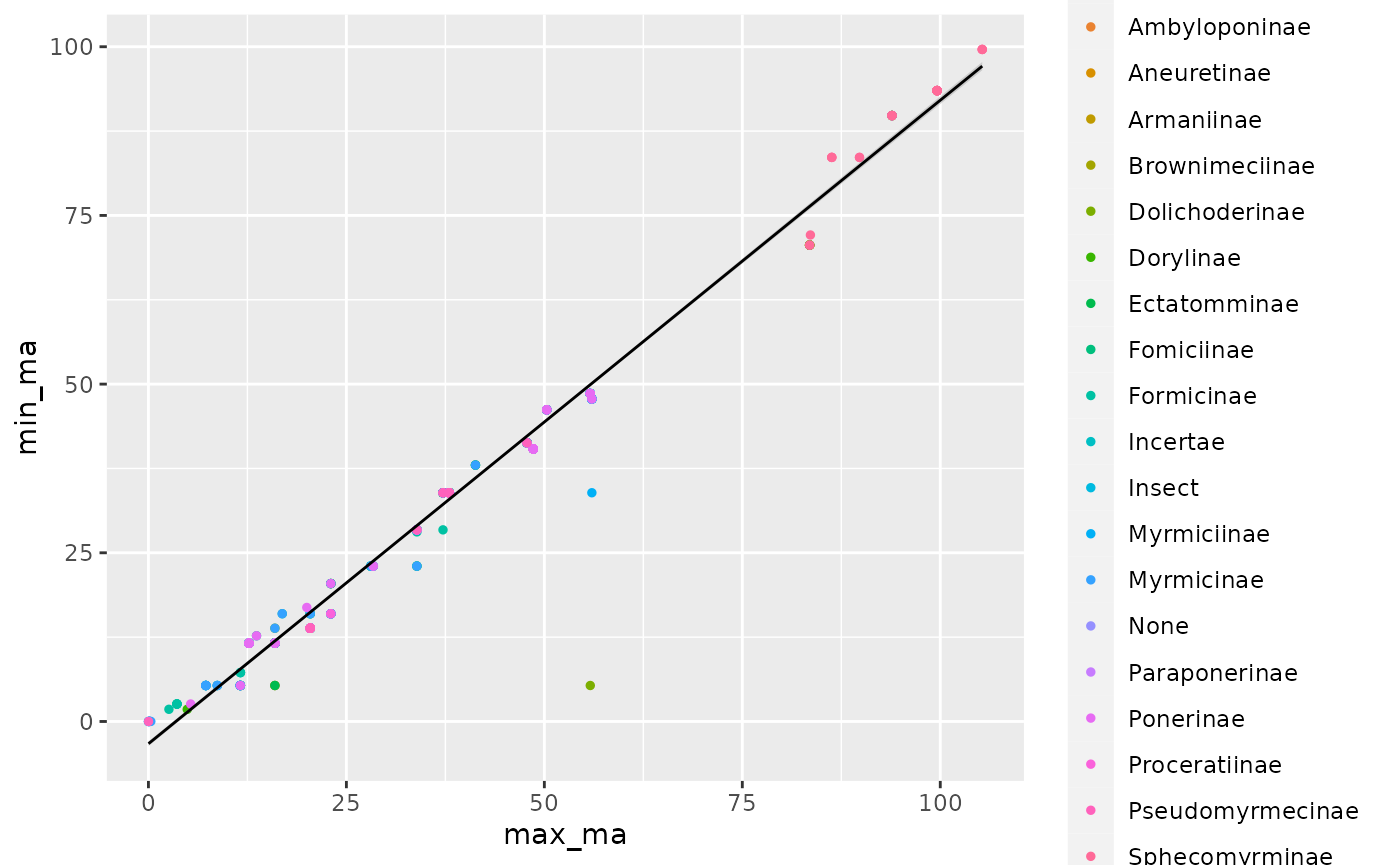 100
75
50
25
0
min_ma
0
25
50
75
100
max_ma
Ambyloponinae
Aneuretinae
Armaniinae
Brownimeciinae
Dolichoderinae
Dorylinae
Ectatomminae
Fomiciinae
Formicinae
Incertae
Insect
Myrmiciinae
Myrmicinae
None
Paraponerinae
Ponerinae
Proceratiinae
Pseudomyrmecinae
Sphecomyrminae